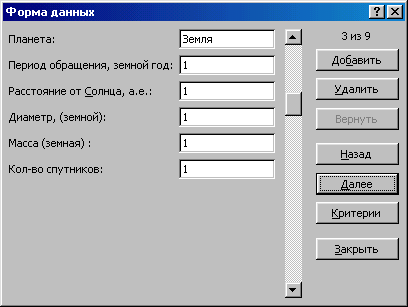 Форма данных
3 из 9
Планета: Земля
Период обращения, земной год: 1
Расстояние от Солнца, а.е.: 1
Диаметр, (земной): 1
Масса (земная) : 1
Кол-во спутников: 1
Добавить
Удалить
Вернуть
Назад
Далее
Критерии
Закрыть